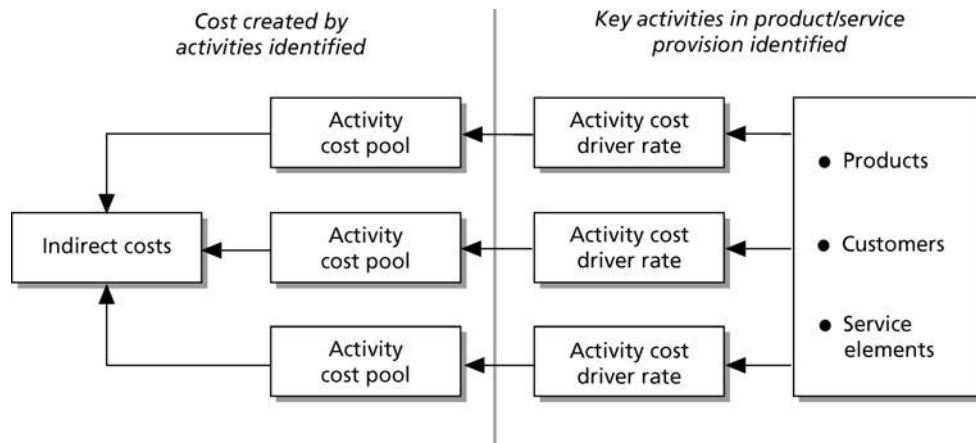 Cost created by
activities identified
Key activities in product/service
provision identified
Activity
cost pool
Activity cost
driver rate
Indirect costs
Activity
cost pool
Activity cost
driver rate
Activity
cost pool
Activity cost
driver rate
● Products
● Customers
● Service
elements